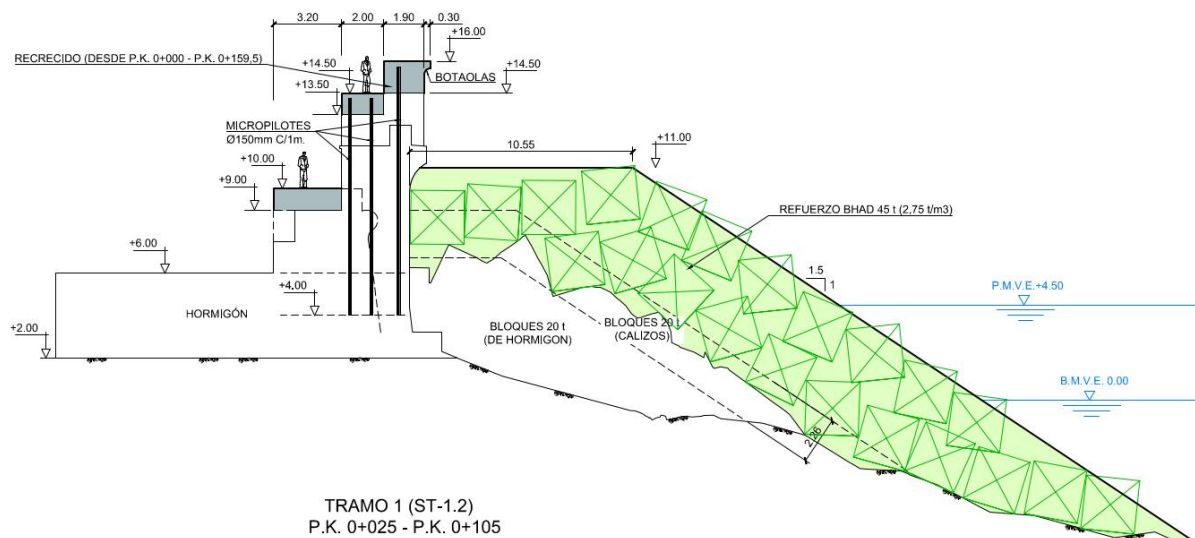 3.20
2.00
1.90
0.30
+16.00
RECRECIDO (DESDE P.K. 0+000 - P.K. 0+159,5)
+14.50
BOTAOLAS
+14.50
+13.50
MICROPILOTES
Ø150mm C/1m.
10.55
+11.00
+10.00
+9.00
REFUERZO BHAD 45 t (2,75 t/m3)
+6.00
1.5
1
P.M.V.E.+4.50
+4,00
HORMIGÓN
BLOQUES 20 t
(DE HORMIGON)
BLOQUES 20 t
(CALIZOS)
+2.00
B.M.V.E. 0.00
2.26
TRAMO 1 (ST-1.2)
P.K. 0+025 - P.K. 0+105